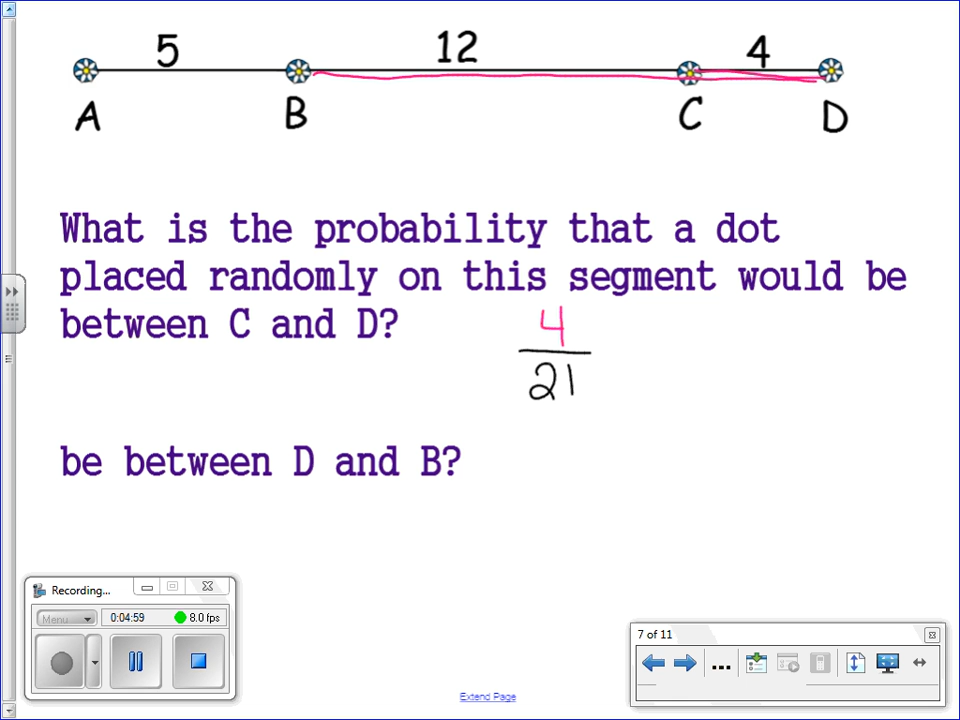 5 12 4
A B C D
What is the probability that a dot
placed randomly on this segment would be
between C and D?
4
21
be between D and B?
Recording...
Menu 0:04:59 8.0 fps
7 of 11
...
Extend Page